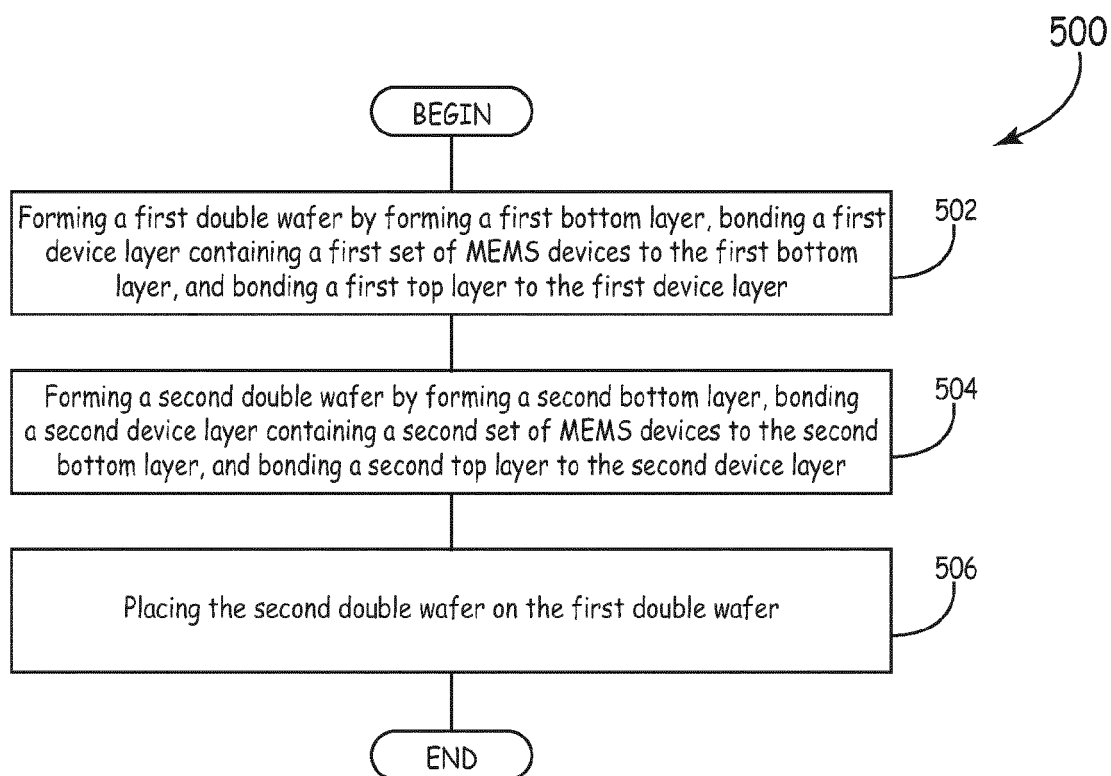 500
BEGIN
Forming a first double wafer by forming a first bottom layer, bonding a first
device layer containing a first set of MEMS devices to the first bottom
layer, and bonding a first top layer to the first device layer
502
Forming a second double wafer by forming a second bottom layer, bonding
a second device layer containing a second set of MEMS devices to the second
bottom layer, and bonding a second top layer to the second device layer
504
Placing the second double wafer on the first double wafer
506
END